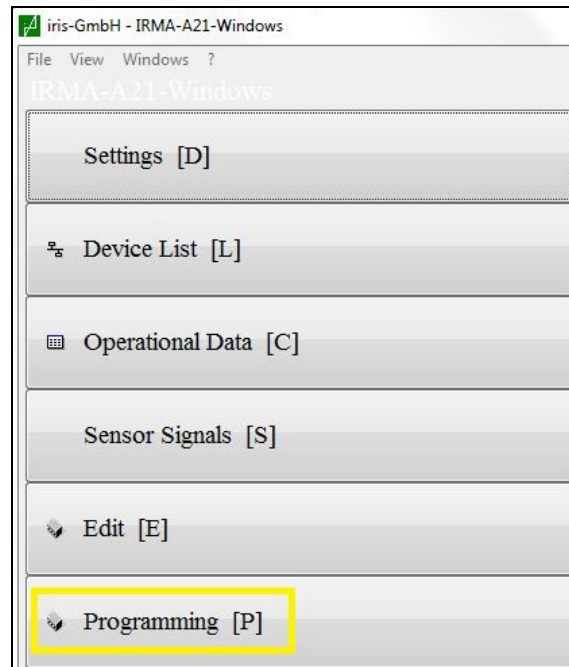 iris-GmbH - IRMA-A21-Windows
File View Windows ?
IRMA-A21-Windows
Settings [D]
Device List [L]
Operational Data [C]
Sensor Signals [S]
Edit [E]
Programming [P]